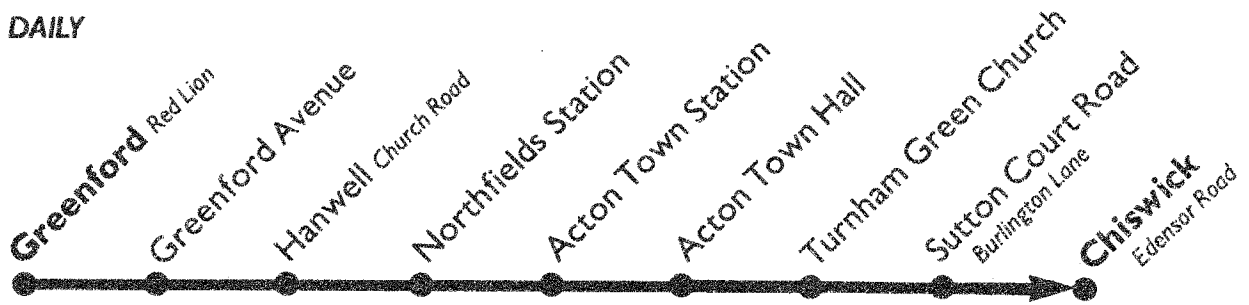 DAILY
Greenford Red Lion
Greenford Avenue
Hanwell Church Road
Northfields Station
Acton Town Station
Acton Town Hall
Turnham Green Church
Sutton Court Road
Burlington Lane
Chiswick
Edensor Road